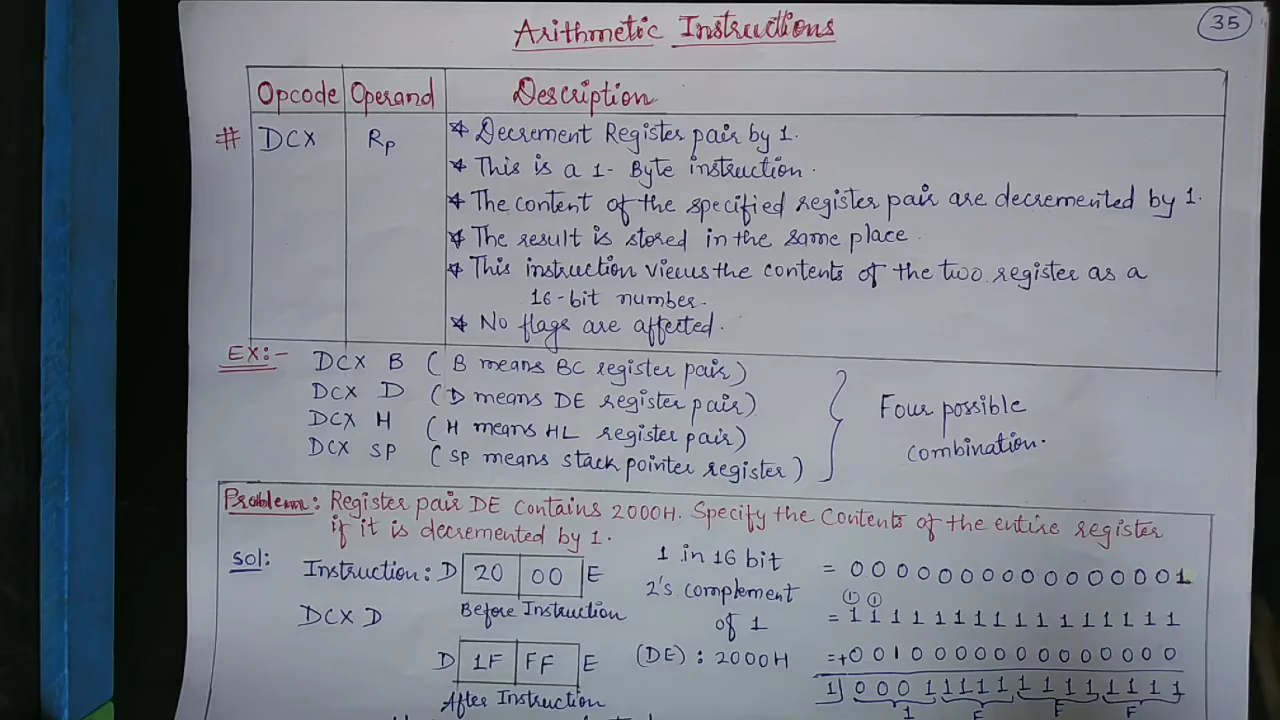 Arithmetic Instructions
35
Opcode Operand Description
# DCX Rp * Decrement Register pair by 1.
* This is a 1- Byte instruction.
* The content of the specified register pair are decremented by 1.
* The result is stored in the same place.
* This instruction views the contents of the two register as a
16-bit number.
* No flags are affected.
EX:- DCX B (B means BC register pair)
DCX D (D means DE register pair)
DCX H (H means HL register pair)
DCX SP (SP means stack pointer register)
Four possible
combination.
Problem: Register pair DE contains 2000H. Specify the contents of the entire register
if it is decremented by 1.
Sol: Instruction: D 20 00 E
DCX D Before Instruction
D 1F FF E
After Instruction
1 in 16 bit = 0000000000000001
2's complement
of 1 = 1111111111111111
(DE): 2000H = +0010000000000000
1) 0001 1111 1111 1111
1 F F F